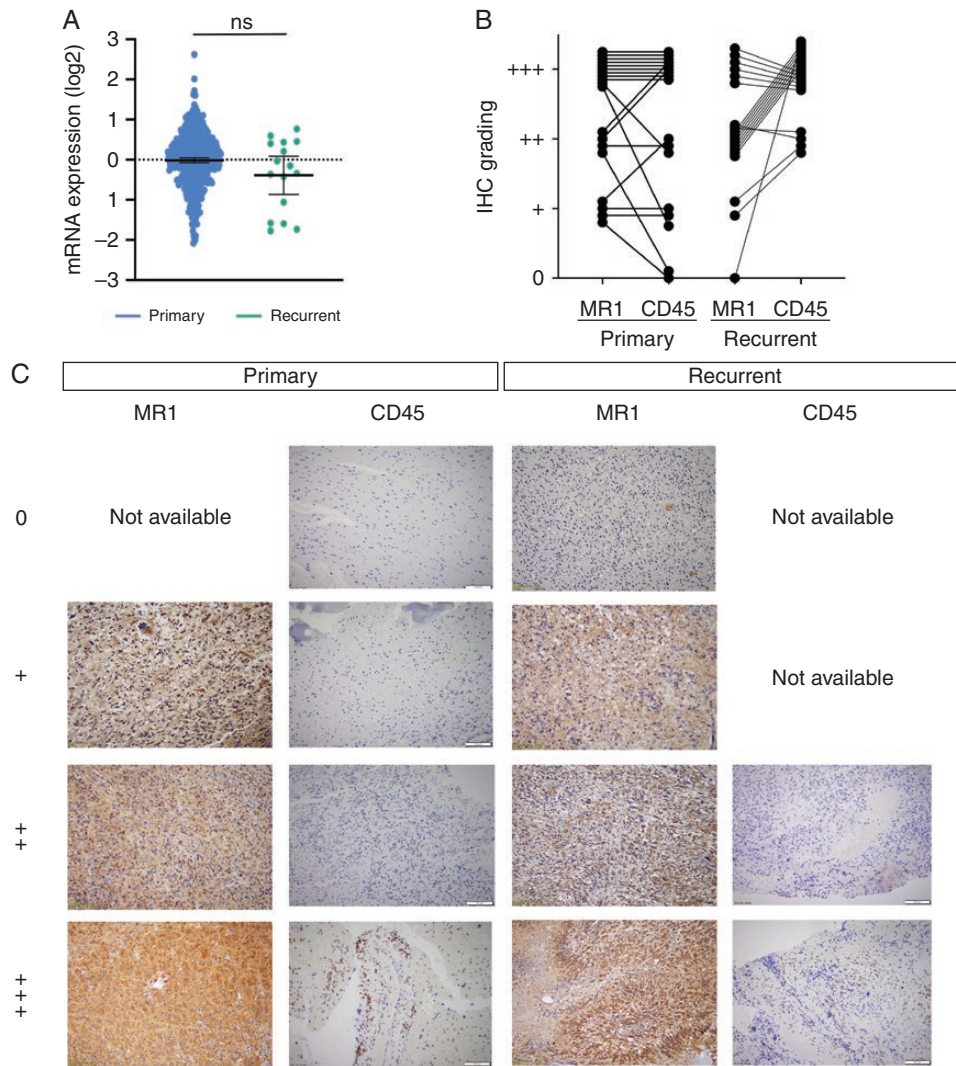 A
ns
mRNA expression (log2)
3
2
1
0
1
−2
−3
Primary
Recurrent
B
IHC grading
+++
++
+
0
MR1 CD45 MR1 CD45
Primary Recurrent
C
Primary Recurrent
MR1 CD45 MR1 CD45
0 Not available Not available
+ Not available
+
+
+
+
+